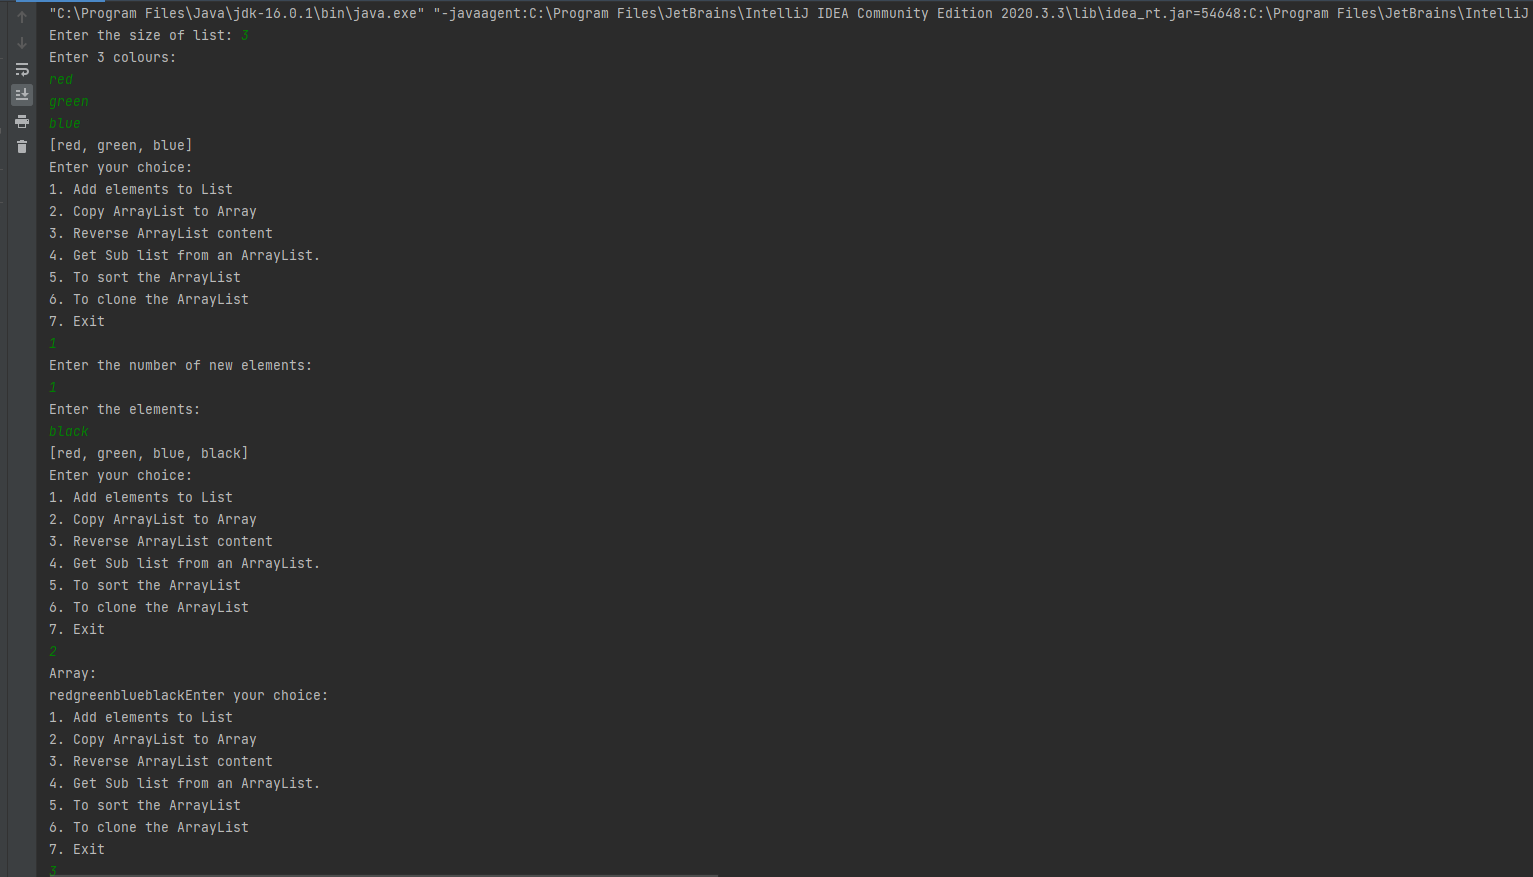 "C:\Program Files\Java\jdk-16.0.1\bin\java.exe" "-javaagent:C:\Program Files\JetBrains\IntelliJ IDEA Community Edition 2020.3.3\lib\idea_rt.jar=54648:C:\Program Files\JetBrains\IntelliJ
Enter the size of list: 3
Enter 3 colours:
red
green
blue
[red, green, blue]
Enter your choice:
1. Add elements to List
2. Copy ArrayList to Array
3. Reverse ArrayList content
4. Get Sub list from an ArrayList.
5. To sort the ArrayList
6. To clone the ArrayList
7. Exit
1
Enter the number of new elements:
1
Enter the elements:
black
[red, green, blue, black]
Enter your choice:
1. Add elements to List
2. Copy ArrayList to Array
3. Reverse ArrayList content
4. Get Sub list from an ArrayList.
5. To sort the ArrayList
6. To clone the ArrayList
7. Exit
2
Array:
redgreenblueblackEnter your choice:
1. Add elements to List
2. Copy ArrayList to Array
3. Reverse ArrayList content
4. Get Sub list from an ArrayList.
5. To sort the ArrayList
6. To clone the ArrayList
7. Exit
3